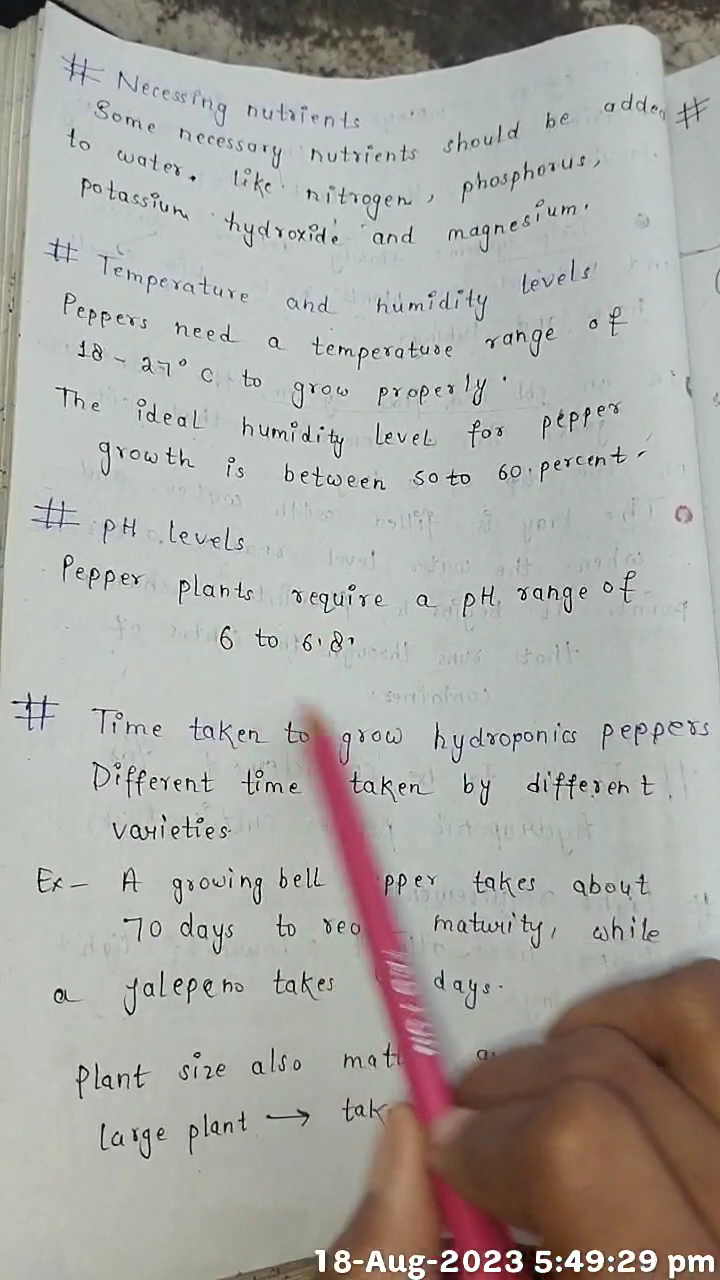 # Necessing nutrients
Some necessary nutrients should be added #
to water. like nitrogen, phosphorus,
potassium hydroxide and magnesium.
# Temperature and humidity levels
Peppers need a temperature range of
18 - 27° C to grow properly.
The ideal humidity level for pepper
growth is between 50 to 60 percent.
# pH levels
Pepper plants require a pH range of
6 to 6.8.
# Time taken to grow hydroponics peppers
Different time taken by different
varieties.
Ex - A growing bell pper takes about
70 days to rea maturity, while
a jalepeno takes days.
Plant size also mat
large plant → tak
18-Aug-2023 5:49:29 pm